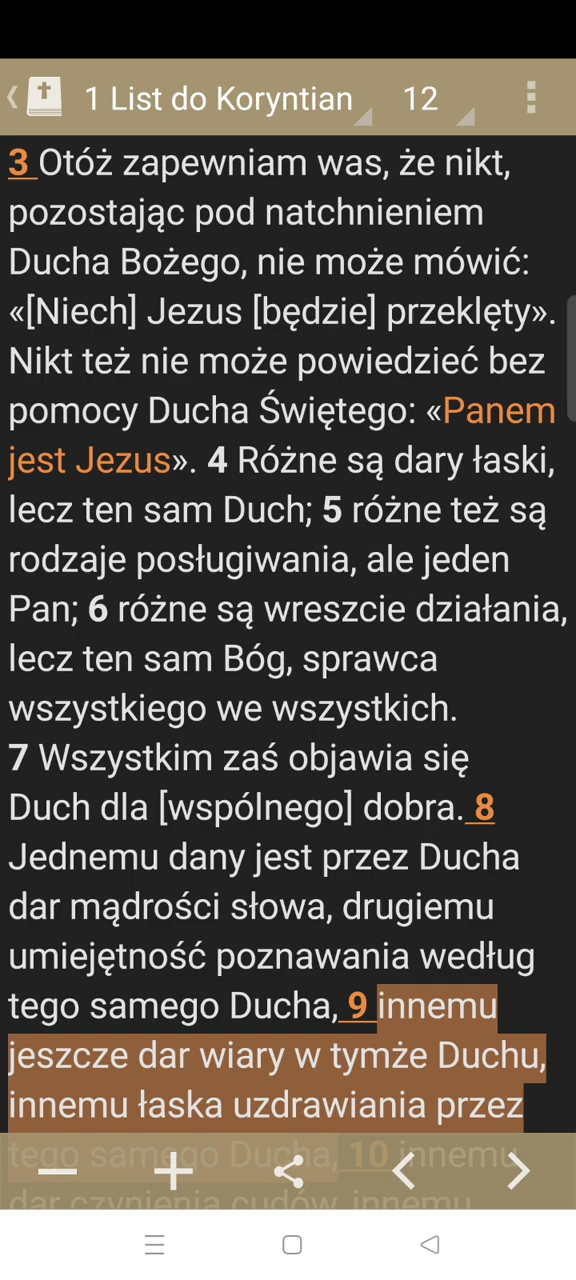 1 List do Koryntian 12
3 Otóż zapewniam was, że nikt,
pozostając pod natchnieniem
Ducha Bożego, nie może mówić:
«[Niech] Jezus [będzie] przeklęty».
Nikt też nie może powiedzieć bez
pomocy Ducha Świętego: «Panem
jest Jezus». 4 Różne są dary łaski,
lecz ten sam Duch; 5 różne też są
rodzaje posługiwania, ale jeden
Pan; 6 różne są wreszcie działania,
lecz ten sam Bóg, sprawca
wszystkiego we wszystkich.
7 Wszystkim zaś objawia się
Duch dla [wspólnego] dobra. 8
Jednemu dany jest przez Ducha
dar mądrości słowa, drugiemu
umiejętność poznawania według
tego samego Ducha, 9 innemu
jeszcze dar wiary w tymże Duchu,
innemu łaska uzdrawiania przez
tego samego Ducha, 10 innemu
dar czynienia cudów, innemu